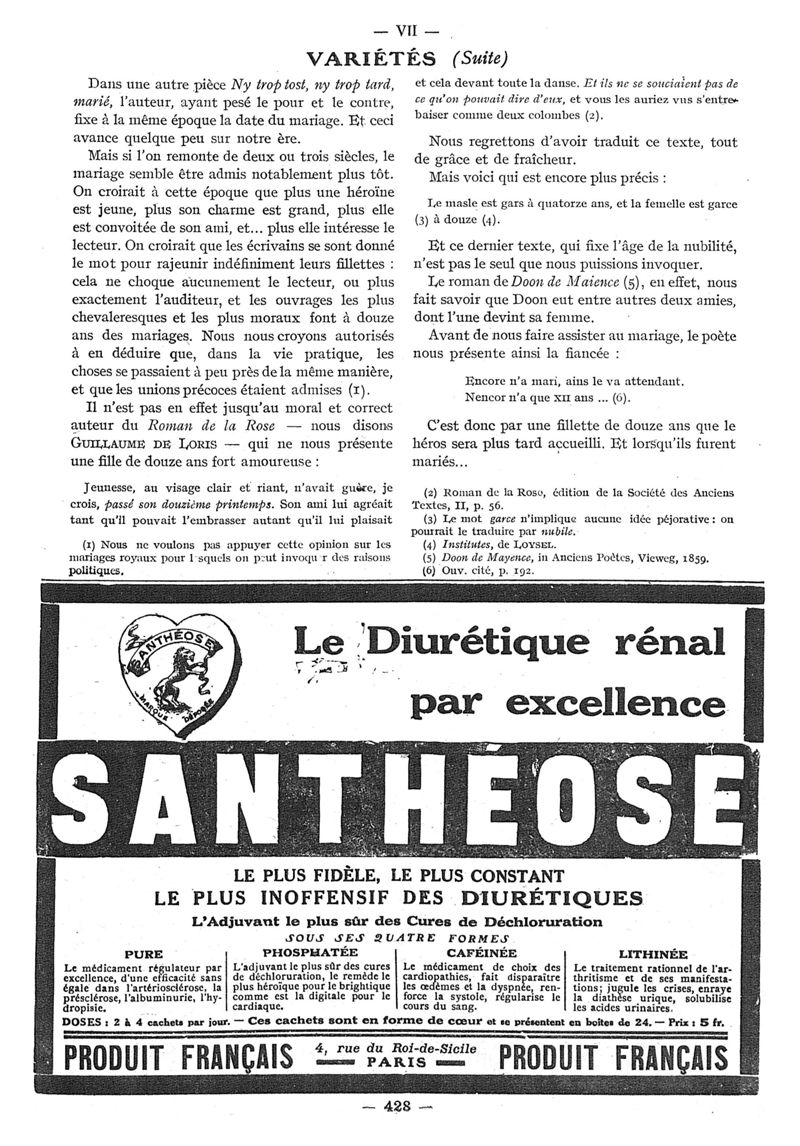 — VII —
VARIÉTÉS (Suite)
Dans une autre pièce Ny trop tost, ny trop tard,
marié, l'auteur, ayant pesé le pour et le contre,
fixe à la même époque la date du mariage. Et ceci
avance quelque peu sur notre ère.
Mais si l'on remonte de deux ou trois siècles, le
mariage semble être admis notablement plus tôt.
On croirait à cette époque que plus une héroïne
est jeune, plus son charme est grand, plus elle
est convoitée de son ami, et... plus elle intéresse le
lecteur. On croirait que les écrivains se sont donné
le mot pour rajeunir indéfiniment leurs fillettes :
cela ne choque aucunement le lecteur, ou plus
exactement l'auditeur, et les ouvrages les plus
chevaleresques et les plus moraux font à douze
ans des mariages. Nous nous croyons autorisés
à en déduire que, dans la vie pratique, les
choses se passaient à peu près de la même manière,
et que les unions précoces étaient admises (1).
Il n'est pas en effet jusqu'au moral et correct
auteur du Roman de la Rose — nous disons
GUILLAUME DE LORIS — qui ne nous présente
une fille de douze ans fort amoureuse :
Jeunesse, au visage clair et riant, n'avait guère, je
crois, passé son douzième printemps. Son ami lui agréait
tant qu'il pouvait l'embrasser autant qu'il lui plaisait
(1) Nous ne voulons pas appuyer cette opinion sur les
mariages royaux pour l squels on peut invoqu r des raisons
politiques.
et cela devant toute la danse. Et ils ne se souciaient pas de
ce qu'on pouvait dire d'eux, et vous les auriez vus s'entre-
baiser comme deux colombes (2).
Nous regrettons d'avoir traduit ce texte, tout
de grâce et de fraîcheur.
Mais voici qui est encore plus précis :
Le masle est gars à quatorze ans, et la femelle est garce
(3) à douze (4).
Et ce dernier texte, qui fixe l'âge de la nubilité,
n'est pas le seul que nous puissions invoquer.
Le roman de Doon de Maience (5), en effet, nous
fait savoir que Doon eut entre autres deux amies,
dont l'une devint sa femme.
Avant de nous faire assister au mariage, le poète
nous présente ainsi la fiancée :
Encore n'a mari, ains le va attendant.
Nencor n'a que XII ans ... (6).
C'est donc par une fillette de douze ans que le
héros sera plus tard accueilli. Et lorsqu'ils furent
mariés...
(2) Roman de la Rose, édition de la Société des Anciens
Textes, II, p. 56.
(3) Le mot garce n'implique aucune idée péjorative : on
pourrait le traduire par nubile.
(4) Institutes, de LOYSEL.
(5) Doon de Mayence, in Anciens Poètes, Vieweg, 1859.
(6) Ouv. cité, p. 192.
SANTHÉOSE
MARQUE DÉPOSÉE
Le Diurétique rénal
par excellence
SANTHÉOSE
LE PLUS FIDÈLE, LE PLUS CONSTANT
LE PLUS INOFFENSIF DES DIURÉTIQUES
L'Adjuvant le plus sûr des Cures de Déchloruration
SOUS SES QUATRE FORMES
PURE
Le médicament régulateur par
excellence, d'une efficacité sans
égale dans l'artériosclérose, la
présclérose, l'albuminurie, l'hy-
dropisie.
PHOSPHATÉE
L'adjuvant le plus sûr des cures
de déchloruration, le remède le
plus héroïque pour le brightique
comme est la digitale pour le
cardiaque.
CAFÉINÉE
Le médicament de choix des
cardiopathies, fait disparaître
les œdèmes et la dyspnée, ren-
force la systole, régularise le
cours du sang.
LITHINÉE
Le traitement rationnel de l'ar-
thritisme et de ses manifesta-
tions ; jugule les crises, enraye
la diathèse urique, solubilise
les acides urinaires.
DOSES : 2 à 4 cachets par jour. — Ces cachets sont en forme de cœur et se présentent en boîtes de 24. — Prix : 5 fr.
PRODUIT FRANÇAIS
4, rue du Roi-de-Sicile
PARIS
PRODUIT FRANÇAIS
— 428 —